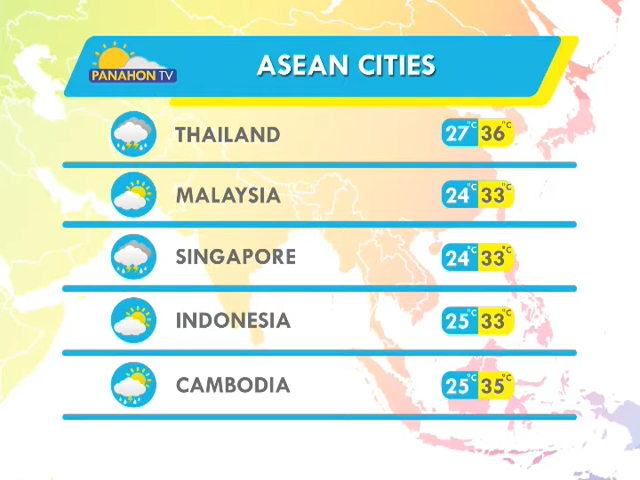 PANAHON TV
ASEAN CITIES
THAILAND 27°C 36°C
MALAYSIA 24°C 33°C
SINGAPORE 24°C 33°C
INDONESIA 25°C 33°C
CAMBODIA 25°C 35°C